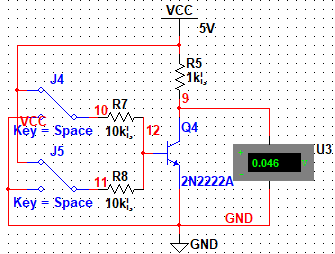 VCC
5V
J4
R5
1kΩ
9
10
R7
VCC
Key = Space
10kΩ
12
Q4
J5
U3
0.046
11
R8
2N2222A
Key = Space
10kΩ
GND
GND